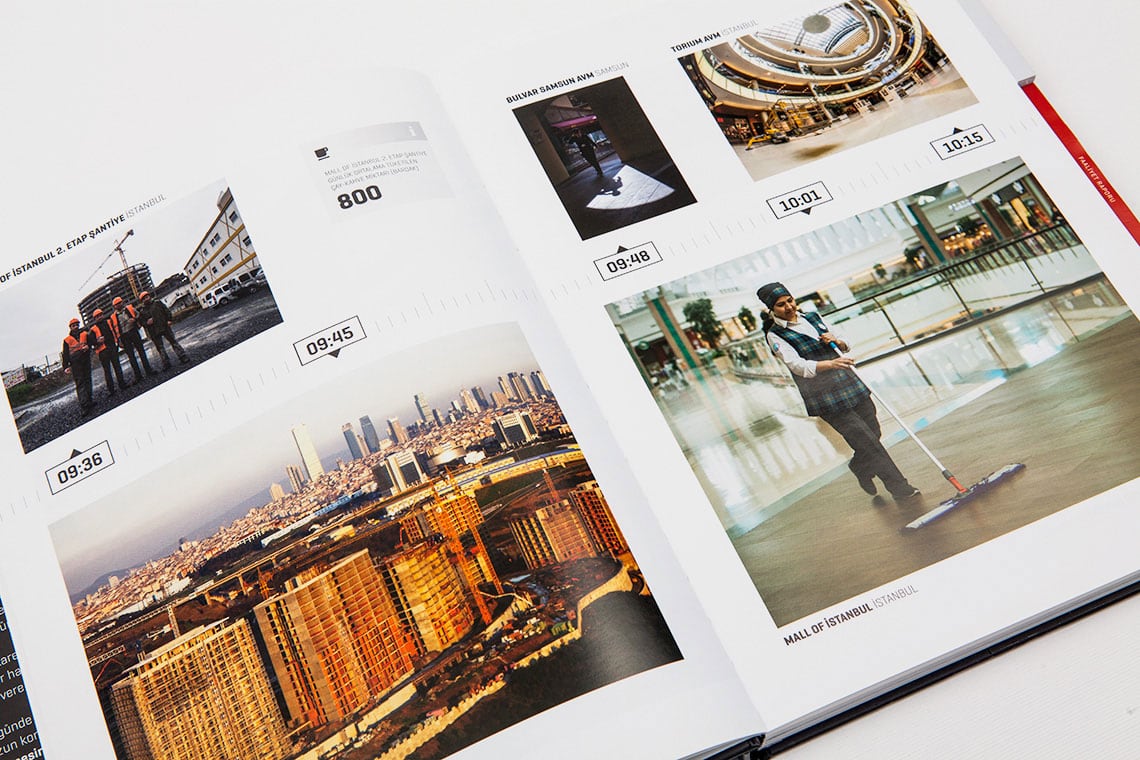 OF İSTANBUL 2. ETAP ŞANTİYE İSTANBUL
09:36
09:45
i
MALL OF İSTANBUL 2. ETAP ŞANTİYE
GÜNLÜK ORTALAMA TÜKETİLEN
ÇAY-KAHVE MİKTARI (BARDAK)
800
günde
BULVAR SAMSUN AVM SAMSUN
09:48
TORIUM AVM İSTANBUL
10:01
10:15
MALL OF İSTANBUL İSTANBUL
FAALİYET RAPORU